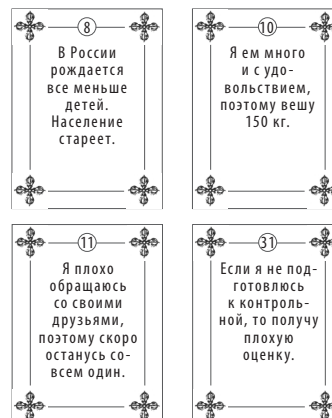 8
В России
рождается
все меньше
детей.
Население
стареет.
10
Я ем много
и с удо-
вольствием,
поэтому вешу
150 кг.
11
Я плохо
обращаюсь
со своими
друзьями,
поэтому скоро
останусь со-
всем один.
31
Если я не под-
готовлюсь
к контроль-
ной, то получу
плохую
оценку.